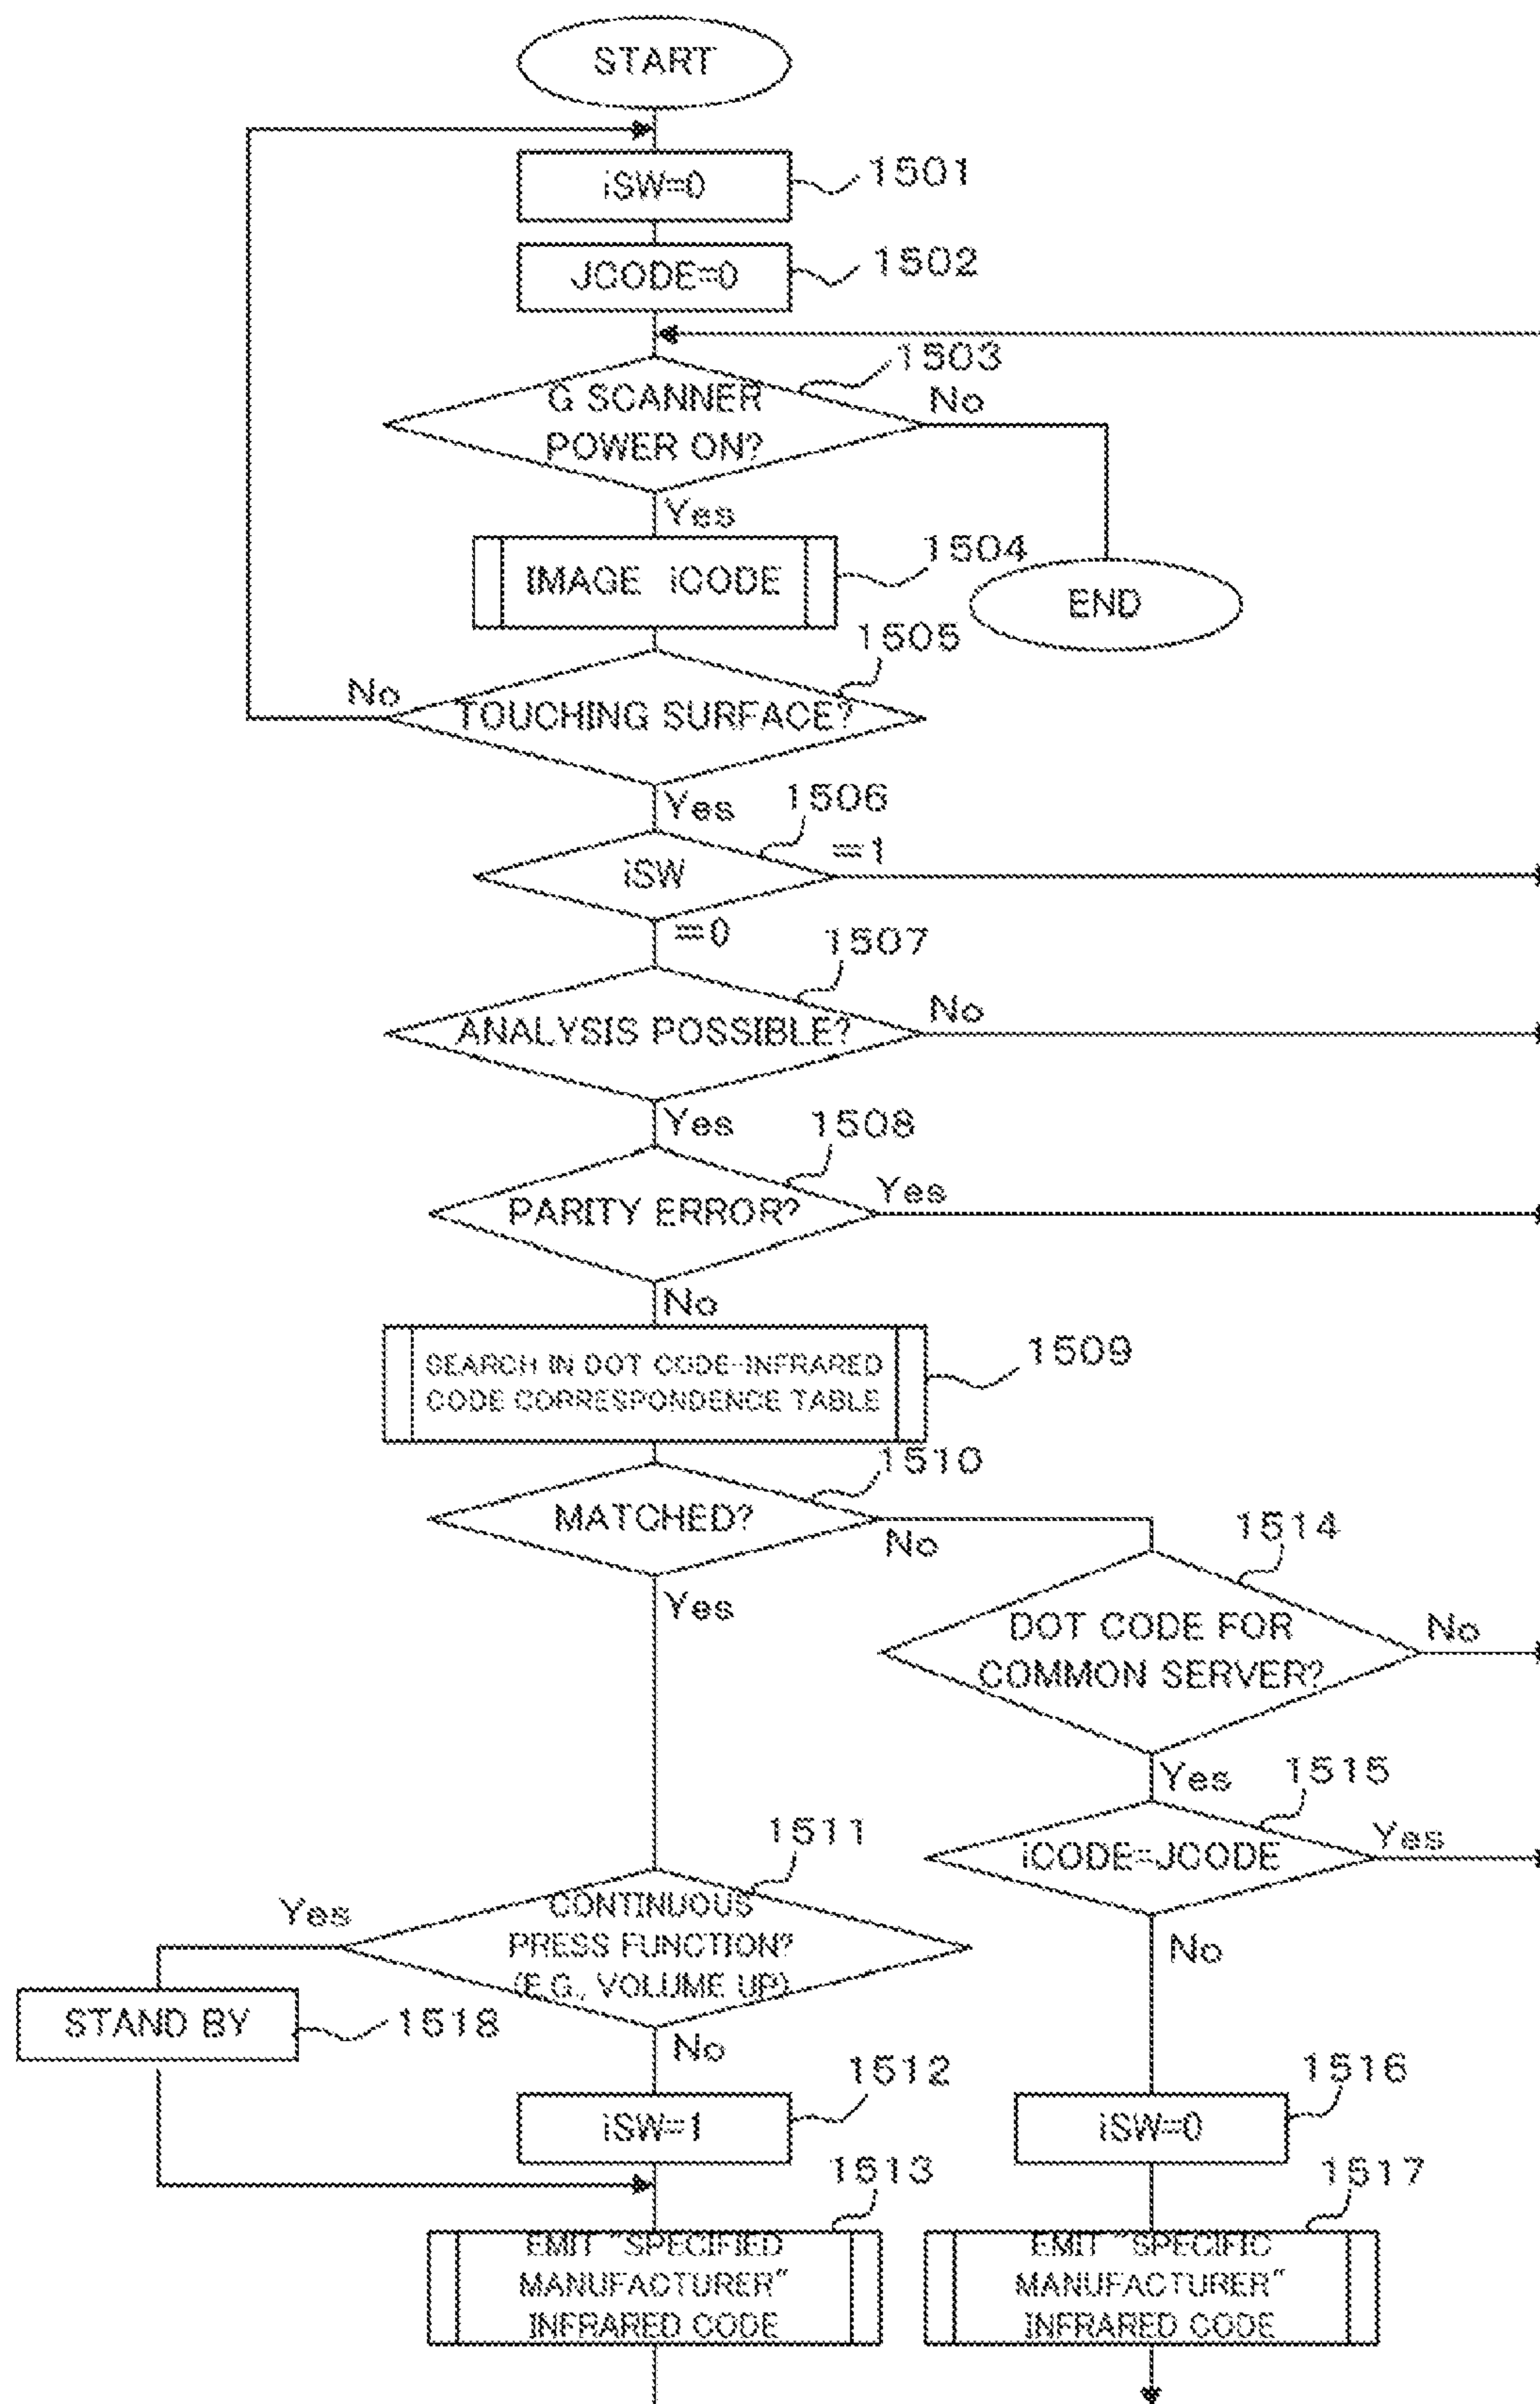 START
iSW=0
1501
JCODE=0
1502
1503
G SCANNER
POWER ON?
No
Yes
IMAGE iCODE
1504
END
1505
No
TOUCHING SURFACE?
Yes
1506
iSW
=1
=0
1507
ANALYSIS POSSIBLE?
No
Yes
1508
PARITY ERROR?
Yes
No
SEARCH IN DOT CODE-INFRARED
CODE CORRESPONDENCE TABLE
1509
1510
MATCHED?
No
Yes
1514
DOT CODE FOR
COMMON SERVER?
No
Yes
1515
iCODE=JCODE
Yes
No
1511
CONTINUOUS
PRESS FUNCTION?
(E.G., VOLUME UP)
Yes
No
STAND BY
1518
1512
iSW=1
1516
iSW=0
1513
EMIT "SPECIFIED
MANUFACTURER"
INFRARED CODE
1517
EMIT "SPECIFIC
MANUFACTURER"
INFRARED CODE